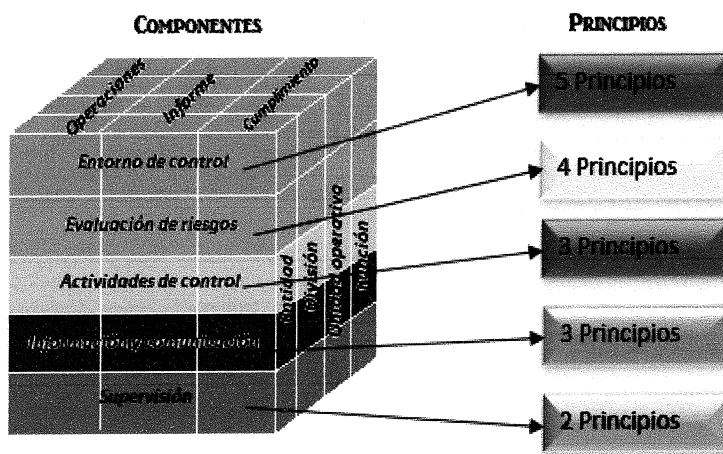 COMPONENTES
PRINCIPIOS
Operaciones
Informe
Cumplimiento
Entorno de control
Evaluación de riesgos
Actividades de control
Información y comunicación
Supervisión
Entidad
División
Unidad operativa
Función
5 Principios
4 Principios
3 Principios
3 Principios
2 Principios